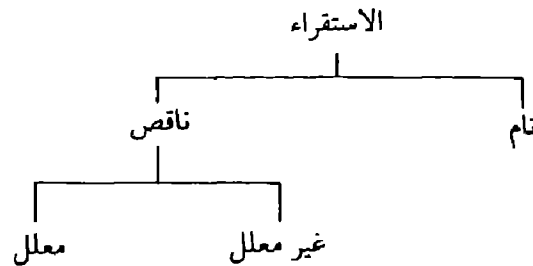 الاستقراء
تام
ناقص
غير معلل
معلل